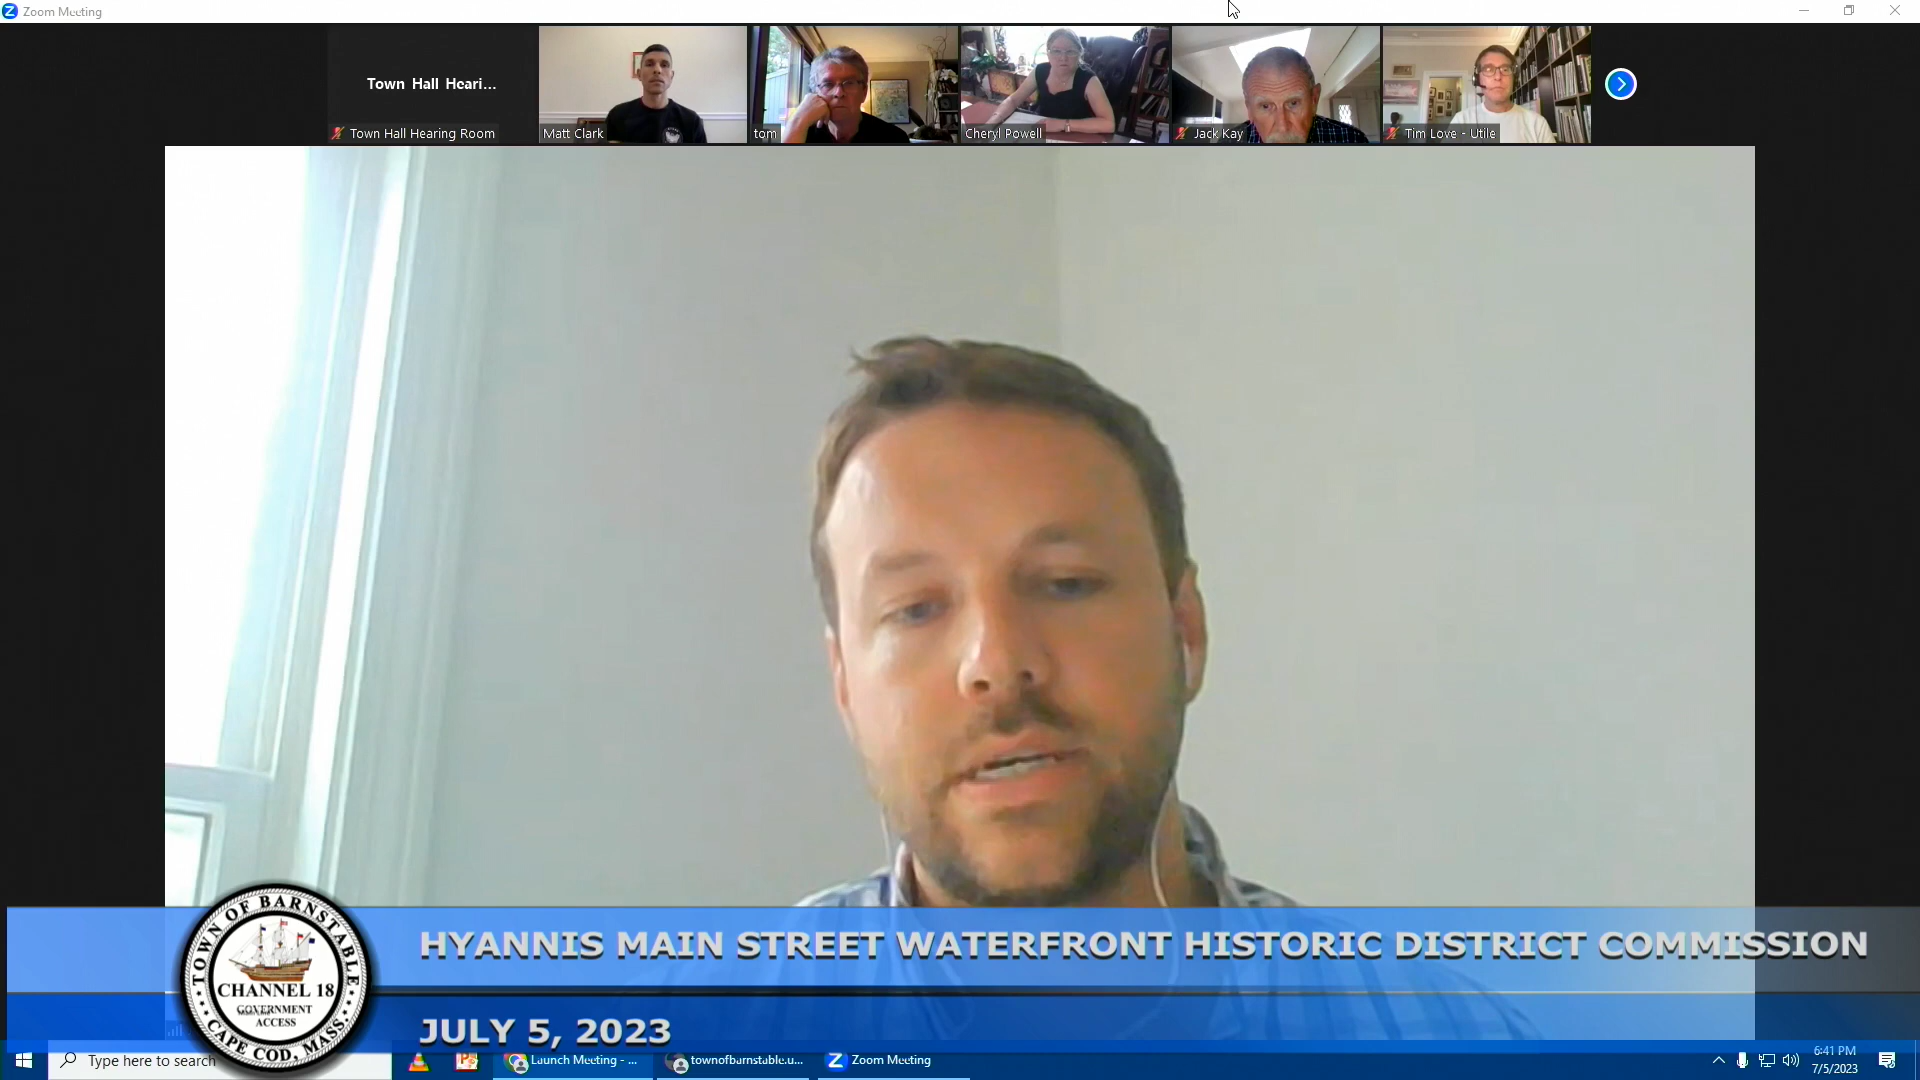 Zoom Meeting
Town Hall Heari...
Town Hall Hearing Room
Matt Clark
tom
Cheryl Powell
Jack Kay
Tim Love - Utile
HYANNIS MAIN STREET WATERFRONT HISTORIC DISTRICT COMMISSION
JULY 5, 2023
TOWN OF BARNSTABLE
CHANNEL 18
GOVERNMENT
ACCESS
CAPE COD, MASS.
Type here to search
Launch Meeting - ...
townofbarnstable.u...
Zoom Meeting
6:41 PM
7/5/2023